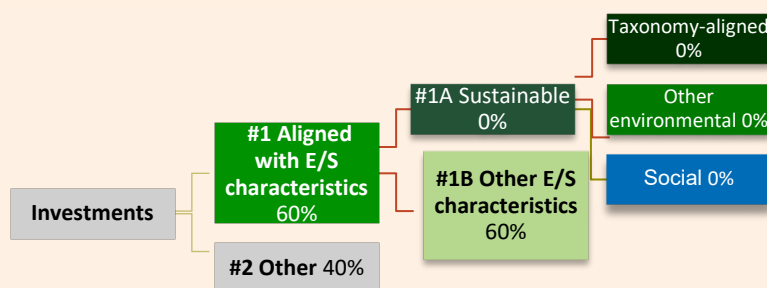 Investments
#1 Aligned
with E/S
characteristics
60%
#2 Other 40%
#1A Sustainable
0%
#1B Other E/S
characteristics
60%
Taxonomy-aligned
0%
Other
environmental 0%
Social 0%